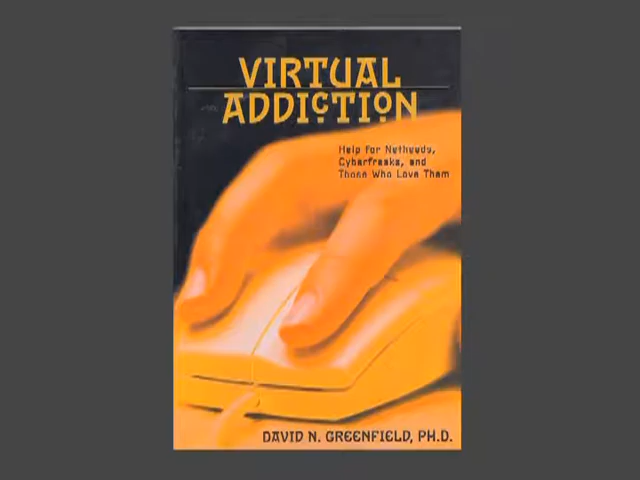 VIRTUAL
ADDICTION
Help For Netheads,
Cyberfreaks, and
Those Who Love Them
DAVID N. GREENFIELD, PH.D.